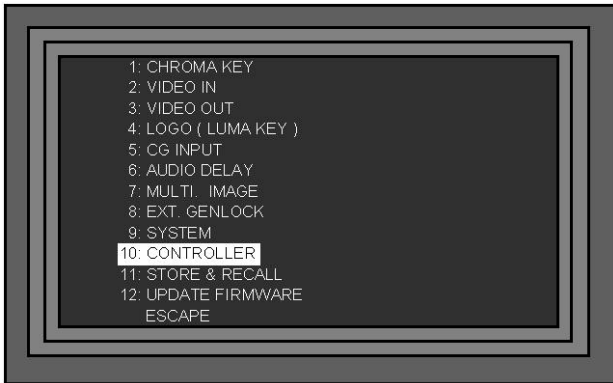 1: CHROMA KEY
2: VIDEO IN
3: VIDEO OUT
4: LOGO ( LUMA KEY )
5: CG INPUT
6: AUDIO DELAY
7: MULTI. IMAGE
8: EXT. GENLOCK
9: SYSTEM
10: CONTROLLER
11: STORE & RECALL
12: UPDATE FIRMWARE
ESCAPE